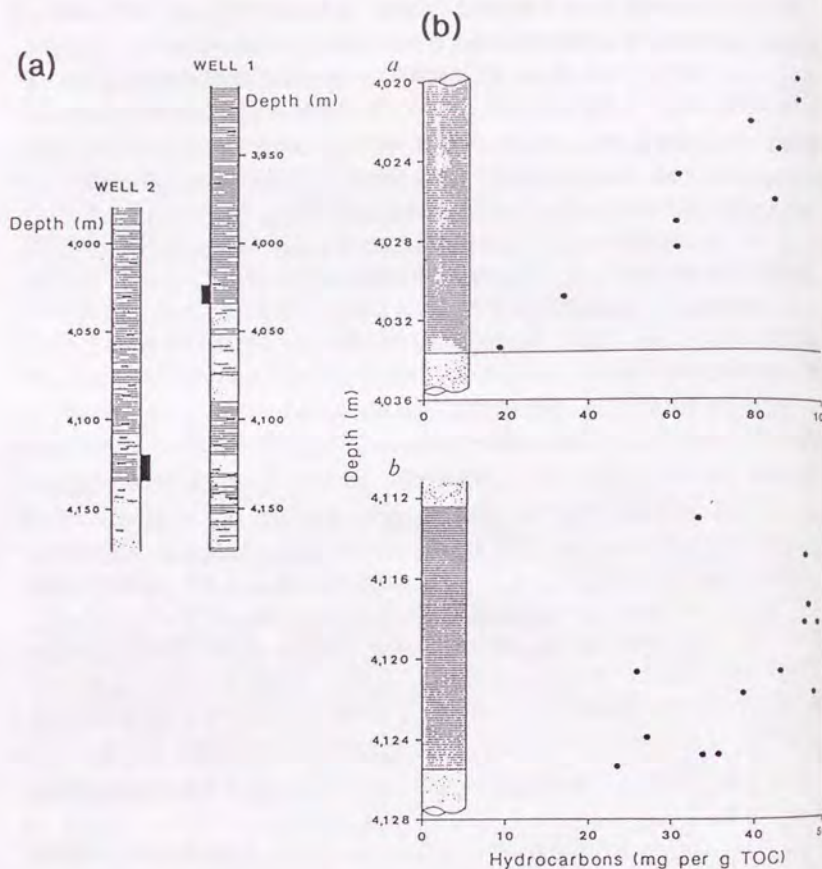 (a)
WELL 1
Depth (m)
3,950
4,000
4,050
4,100
4,150
WELL 2
Depth (m)
4,000
4,050
4,100
4,150
(b)
a
4,020
4,024
4,028
4,032
4,036
0 20 40 60 80 10
Depth (m)
b
4,112
4,116
4,120
4,124
4,128
0 10 20 30 40 5
Hydrocarbons (mg per g TOC)